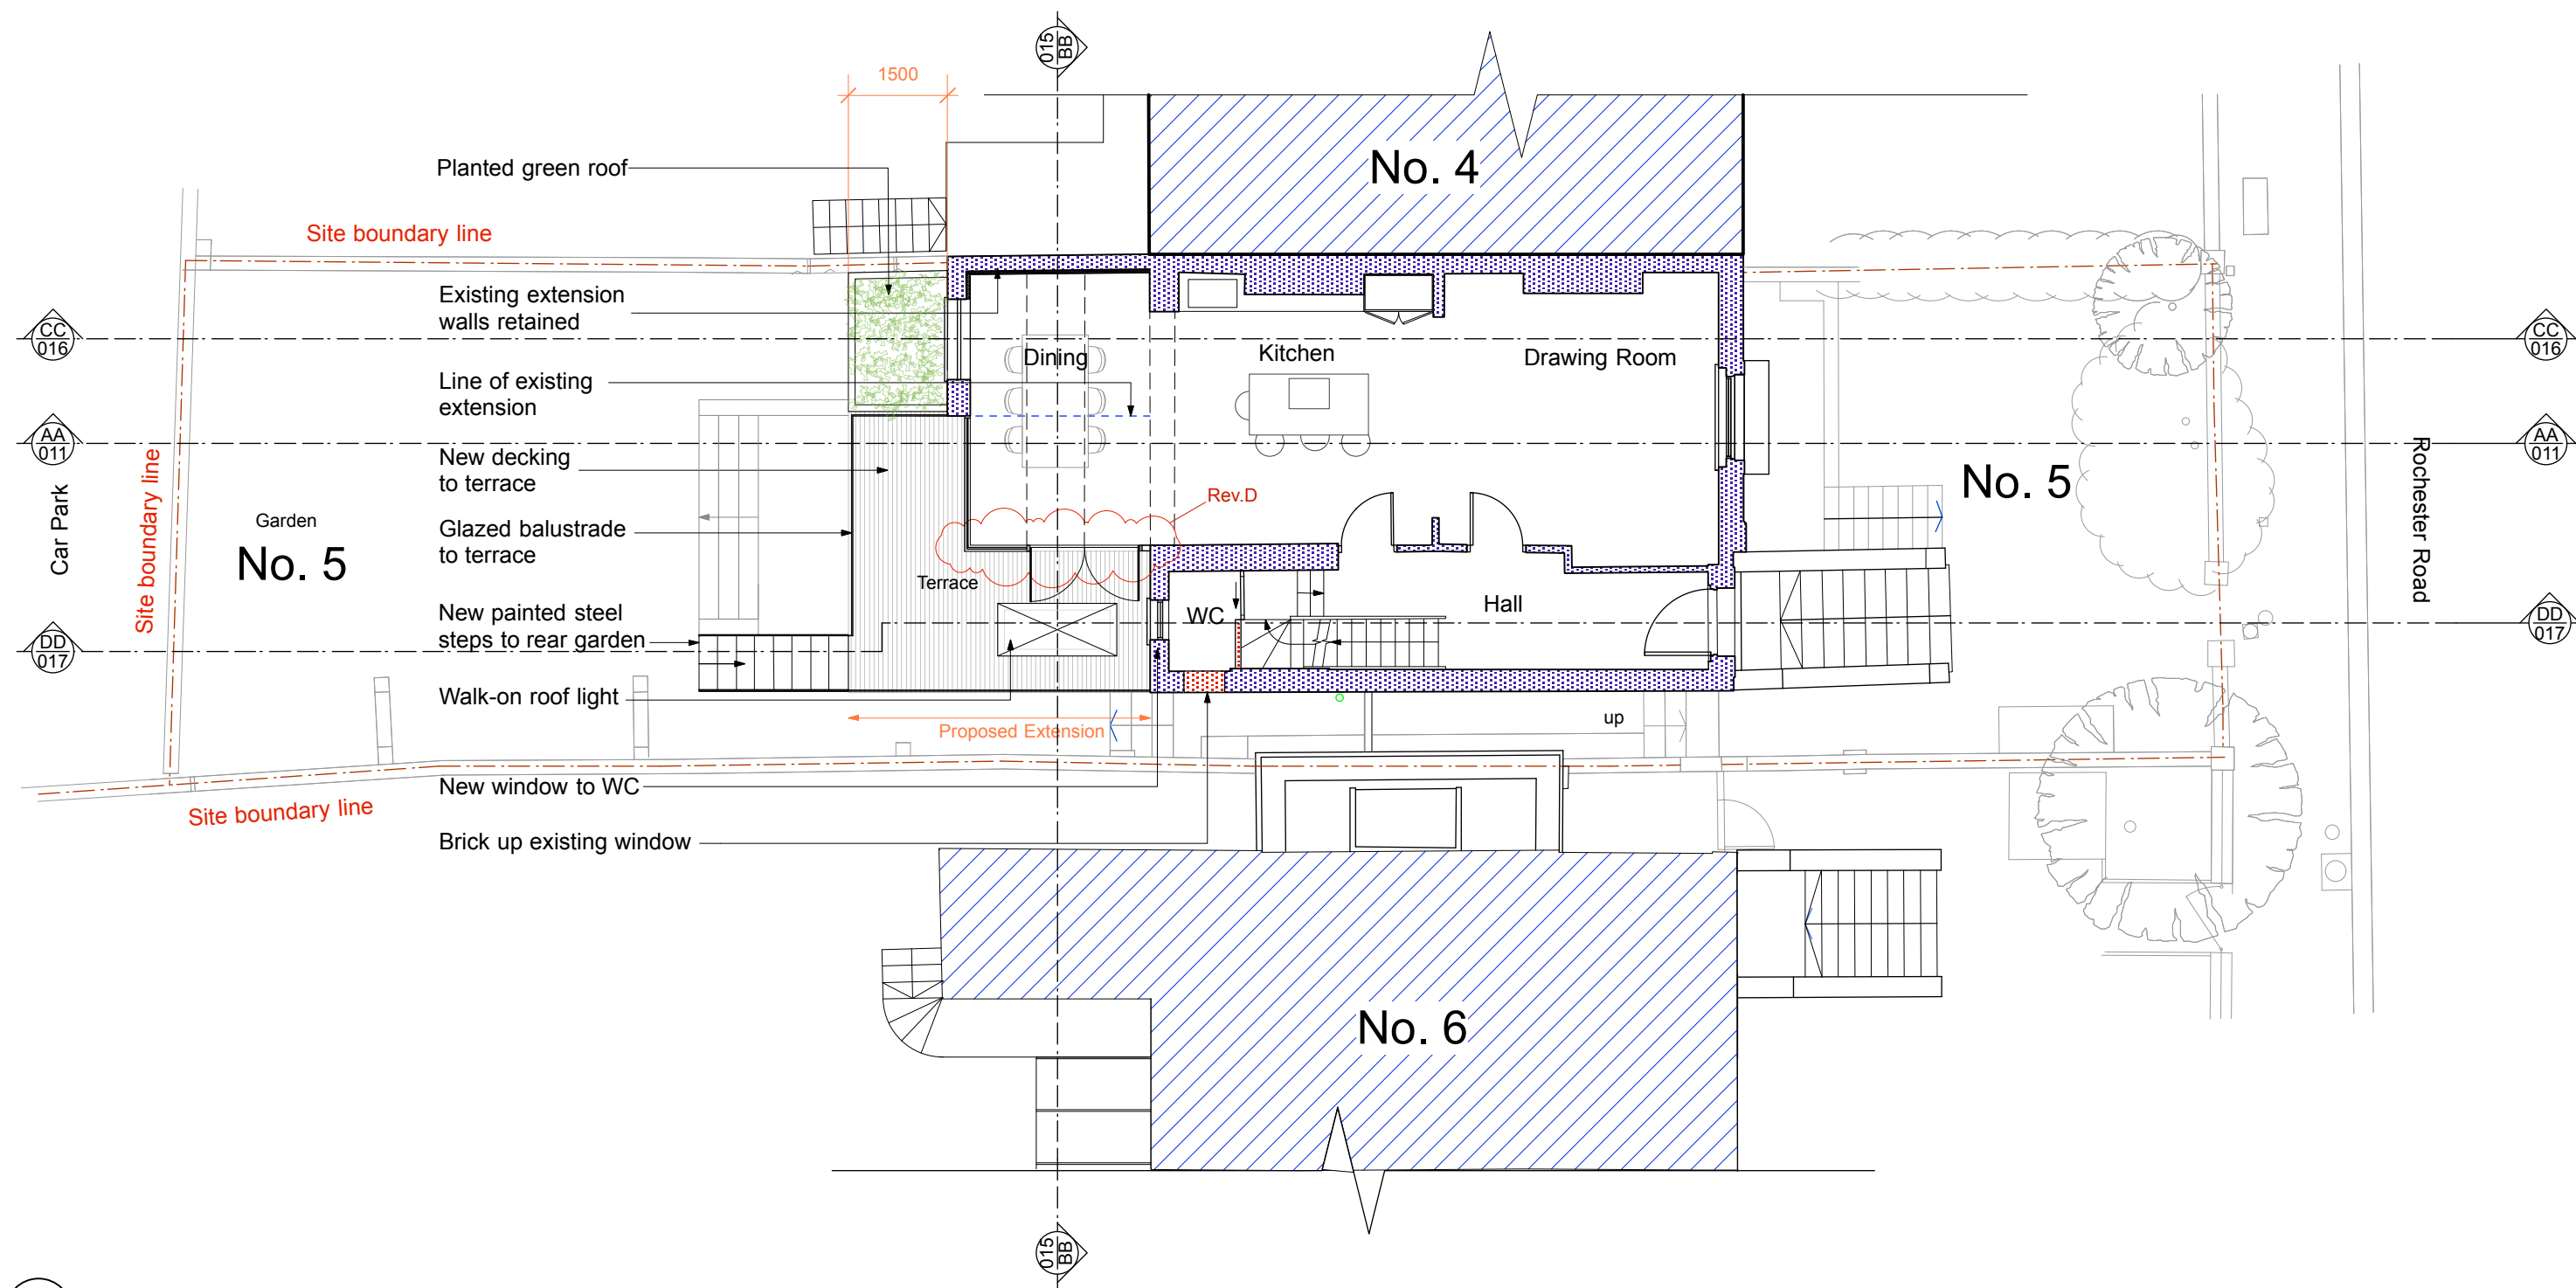 015
BB
1500
No. 4
Planted green roof
Site boundary line
Existing extension
walls retained
CC
016
Dining
Kitchen
Drawing Room
CC
016
Line of existing
extension
AA
011
AA
011
Car Park
Site boundary line
Garden
No. 5
New decking
to terrace
Rev.D
No. 5
Rochester Road
Glazed balustrade
to terrace
Terrace
New painted steel
steps to rear garden
WC
Hall
DD
017
DD
017
Walk-on roof light
Proposed Extension
up
New window to WC
Site boundary line
Brick up existing window
No. 6
015
BB